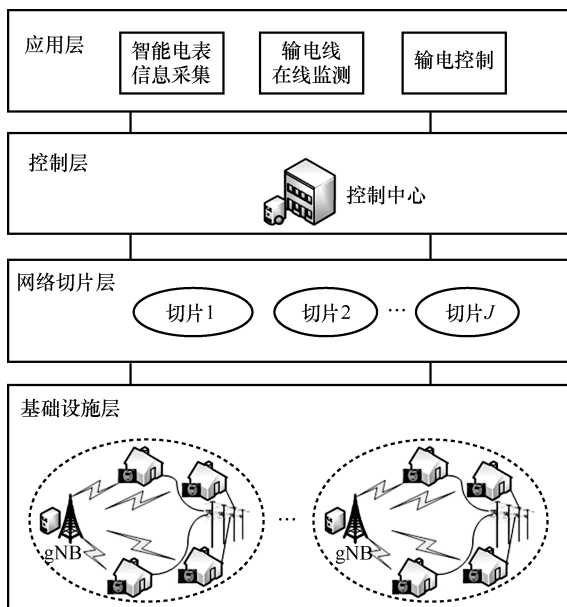 应用层
智能电表
信息采集
输电线
在线监测
输电控制
控制层
控制中心
网络切片层
切片1
切片2
···
切片J
基础设施层
gNB
···
gNB